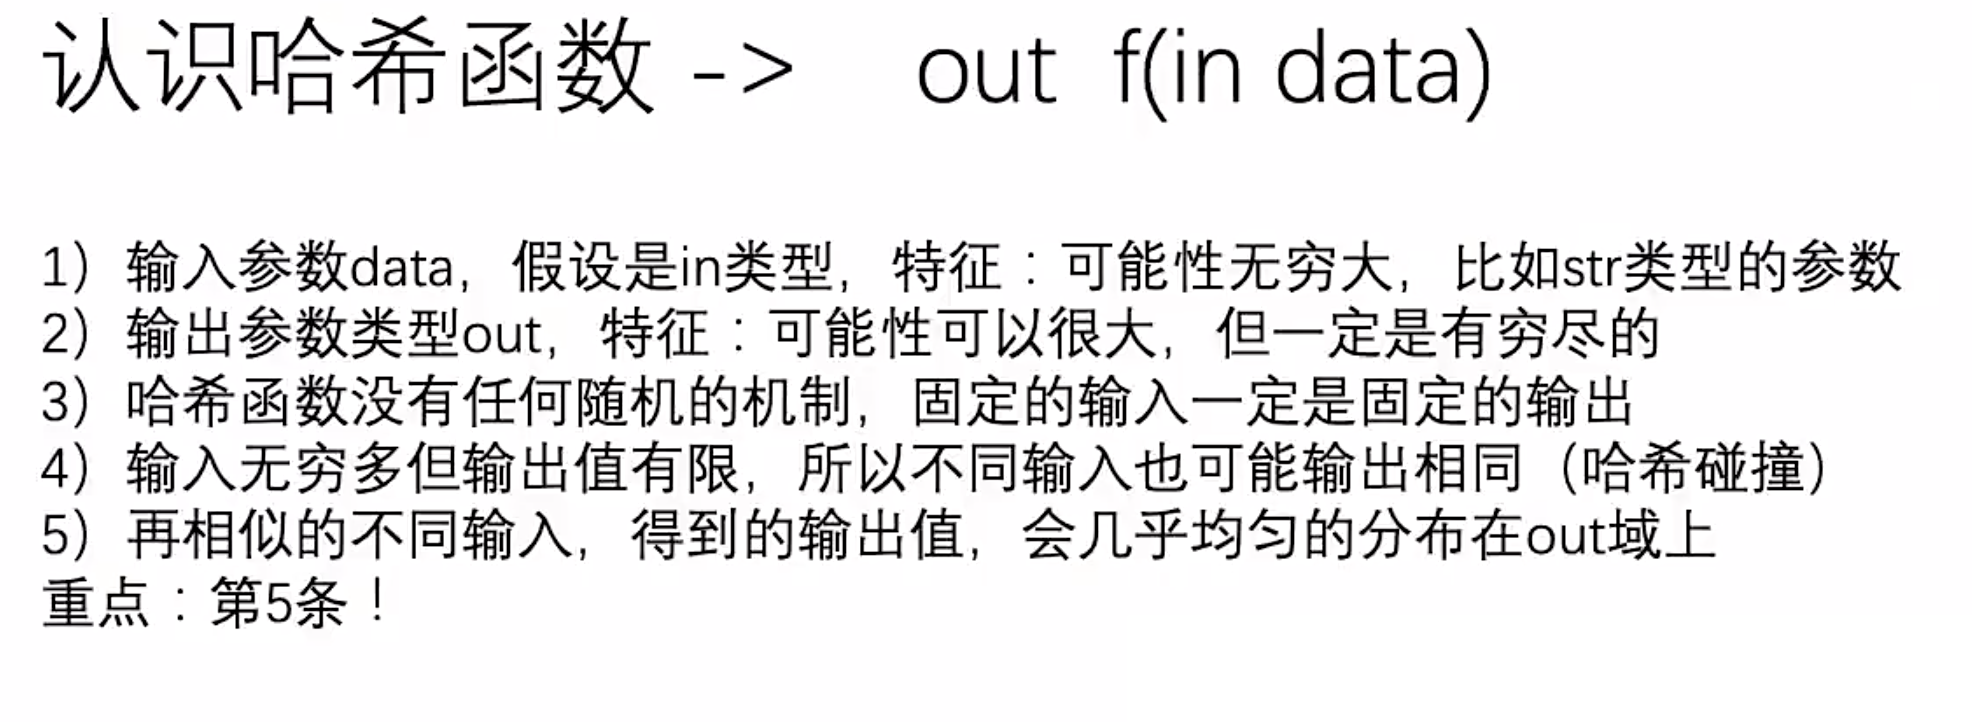 认识哈希函数 -> out f(in data)
1）输入参数data，假设是in类型，特征：可能性无穷大，比如str类型的参数
2）输出参数类型out，特征：可能性可以很大，但一定是有穷尽的
3）哈希函数没有任何随机的机制，固定的输入一定是固定的输出
4）输入无穷多但输出值有限，所以不同输入也可能输出相同（哈希碰撞）
5）再相似的不同输入，得到的输出值，会几乎均匀的分布在out域上
重点：第5条！